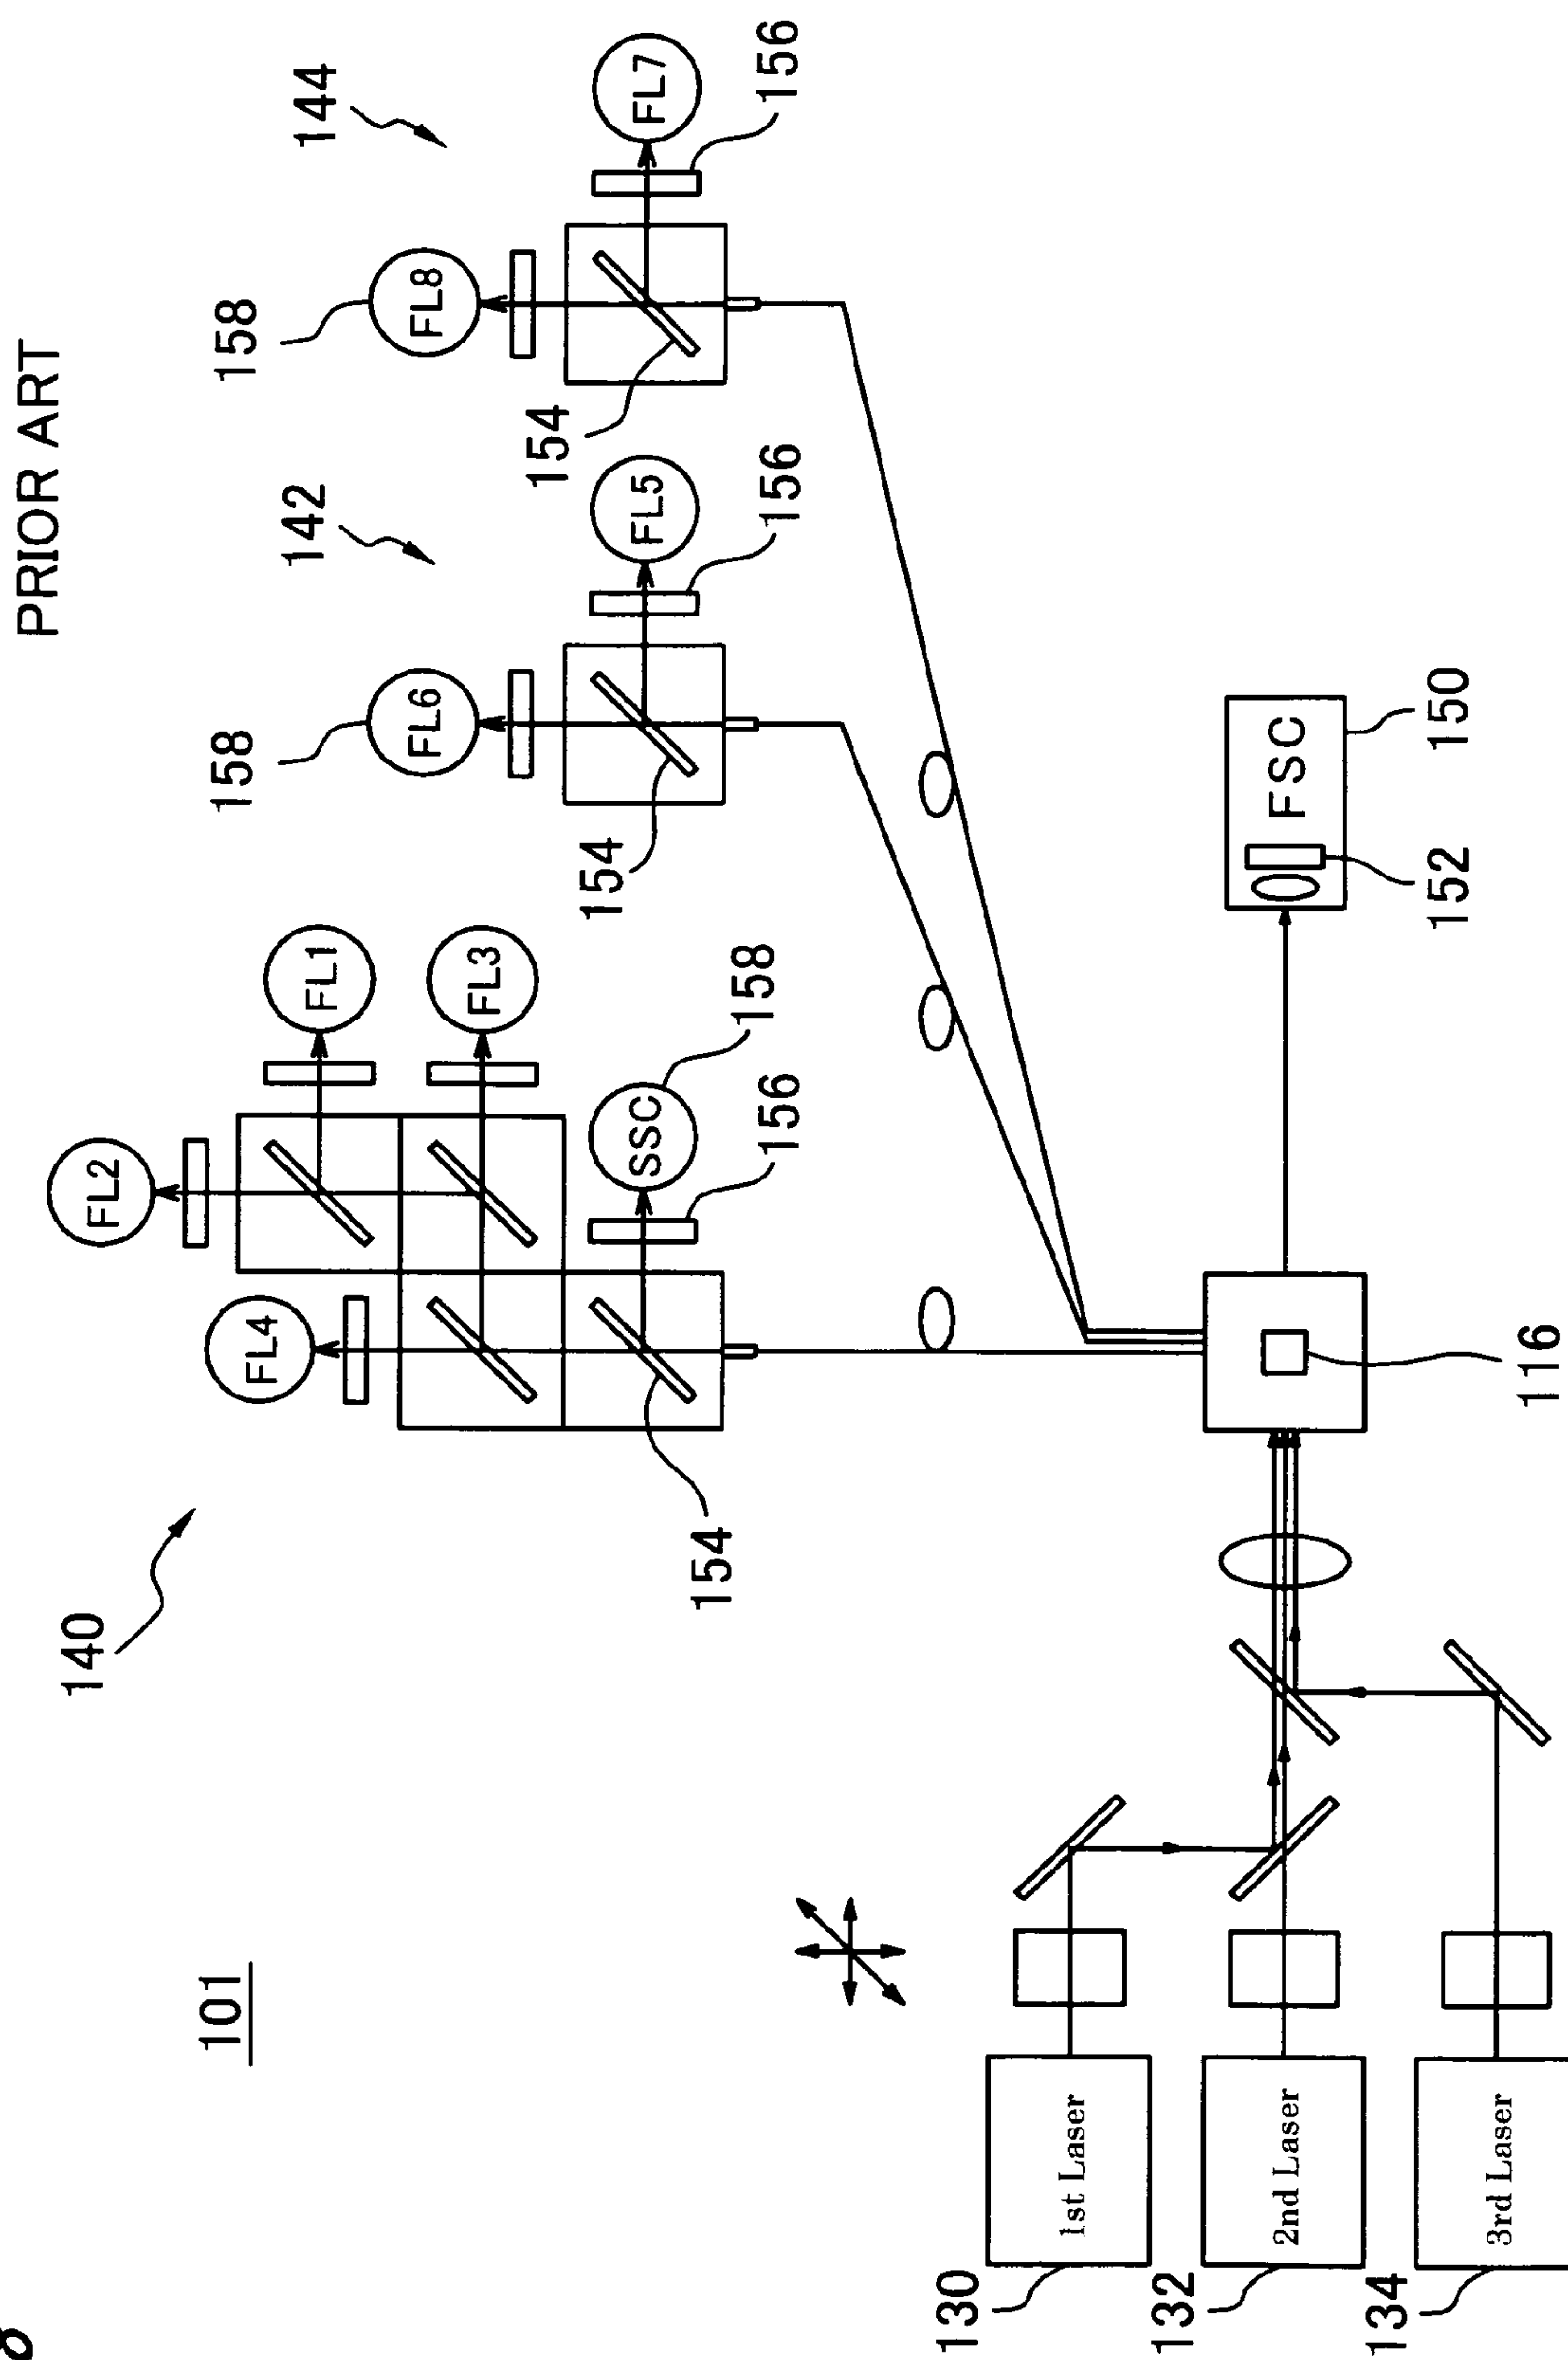 PRIOR ART
101
140
142
144
FL2
FL4
FL1
FL3
SSC
158
156
154
158
FL6
FL5
156
154
158
FL8
FL7
156
154
FSC
150
152
116
130
1st Laser
132
2nd Laser
134
3rd Laser